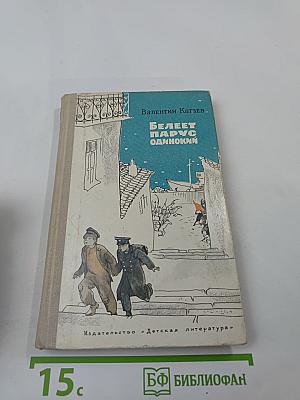 Валентин Катаев
Белеет
парус
одинокий
Издательство «Детская литература»
15с
БФ БИБЛИОФАН